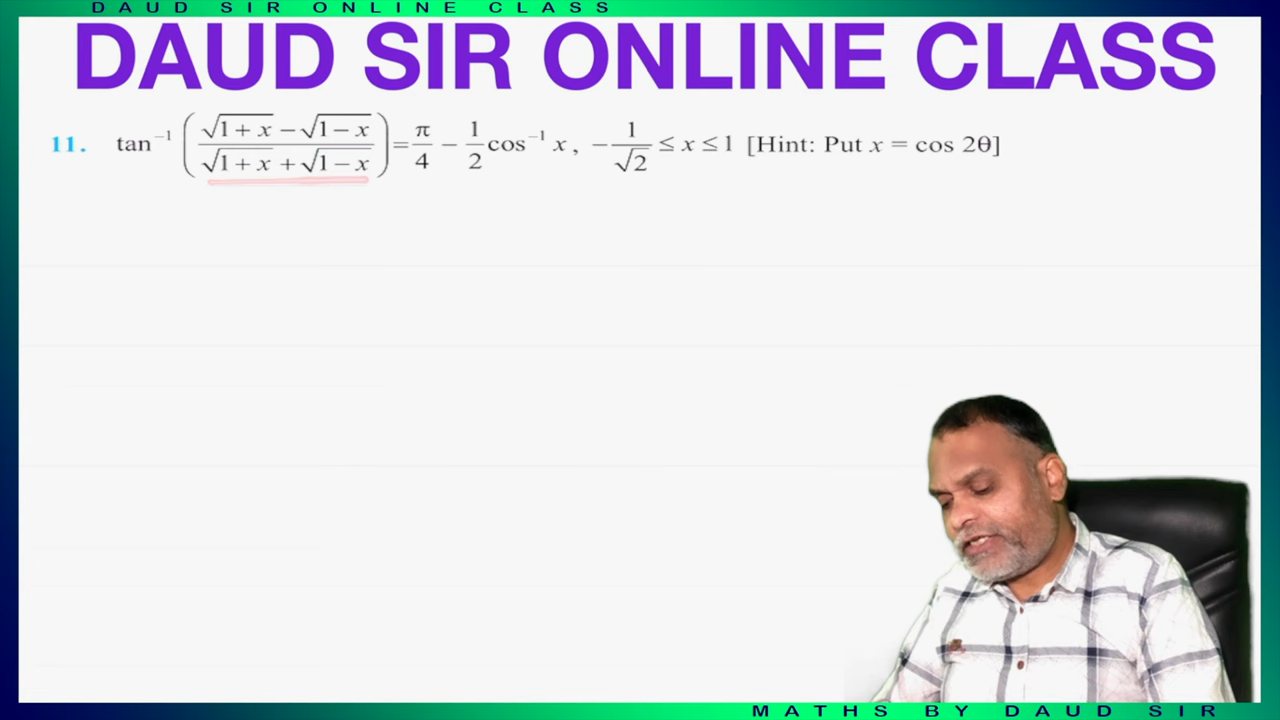 DAUD SIR ONLINE CLASS
DAUD SIR ONLINE CLASS
11. tan⁻¹ ((√(1+x) − √(1−x)) / (√(1+x) + √(1−x))) = π/4 − 1/2 cos⁻¹ x, −1/√2 ≤ x ≤ 1 [Hint: Put x = cos 2θ]
MATHS BY DAUD SIR